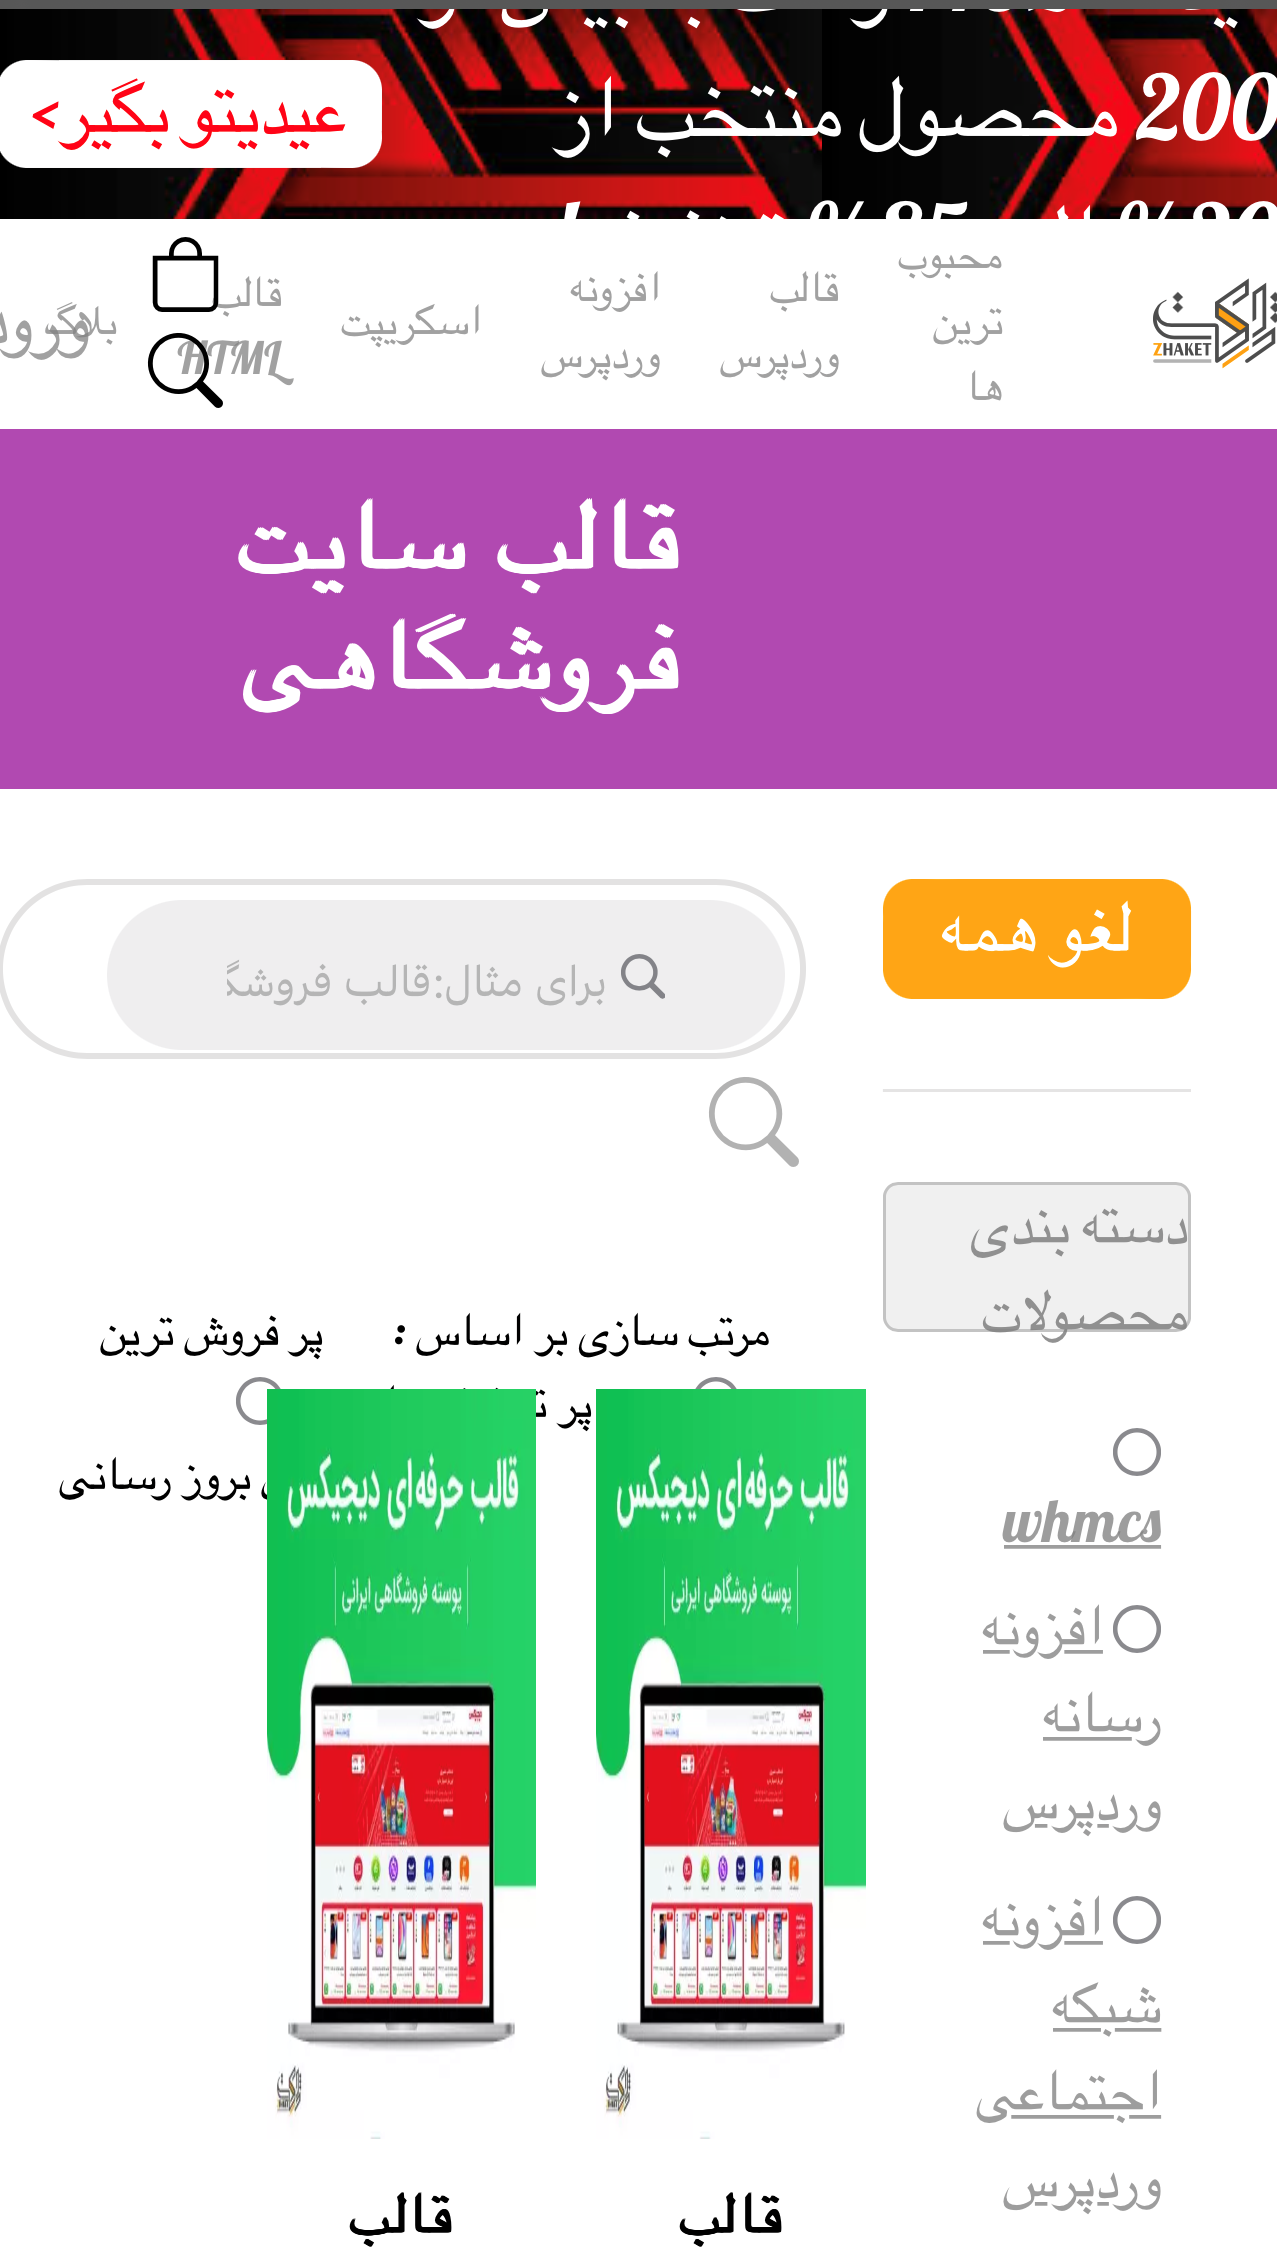 200 محصول منتخب از
عیدیتو بگیر>
ZHAKET
محبوب
ترین
ها
قالب
وردپرس
افزونه
وردپرس
اسکریپت
قالب
HTML
بلاگ
ورود
قالب سایت
فروشگاهی
لغو همه
برای مثال:قالب فروشگ
دسته بندی
محصولات
مرتب سازی بر اساس :
پر فروش ترین
پر
بروز رسانی
whmcs
افزونه
رسانه
وردپرس
افزونه
شبکه
اجتماعی
وردپرس
قالب حرفه‌ای دیجیکس
پوسته فروشگاهی ایرانی
قالب حرفه‌ای دیجیکس
پوسته فروشگاهی ایرانی
قالب
قالب